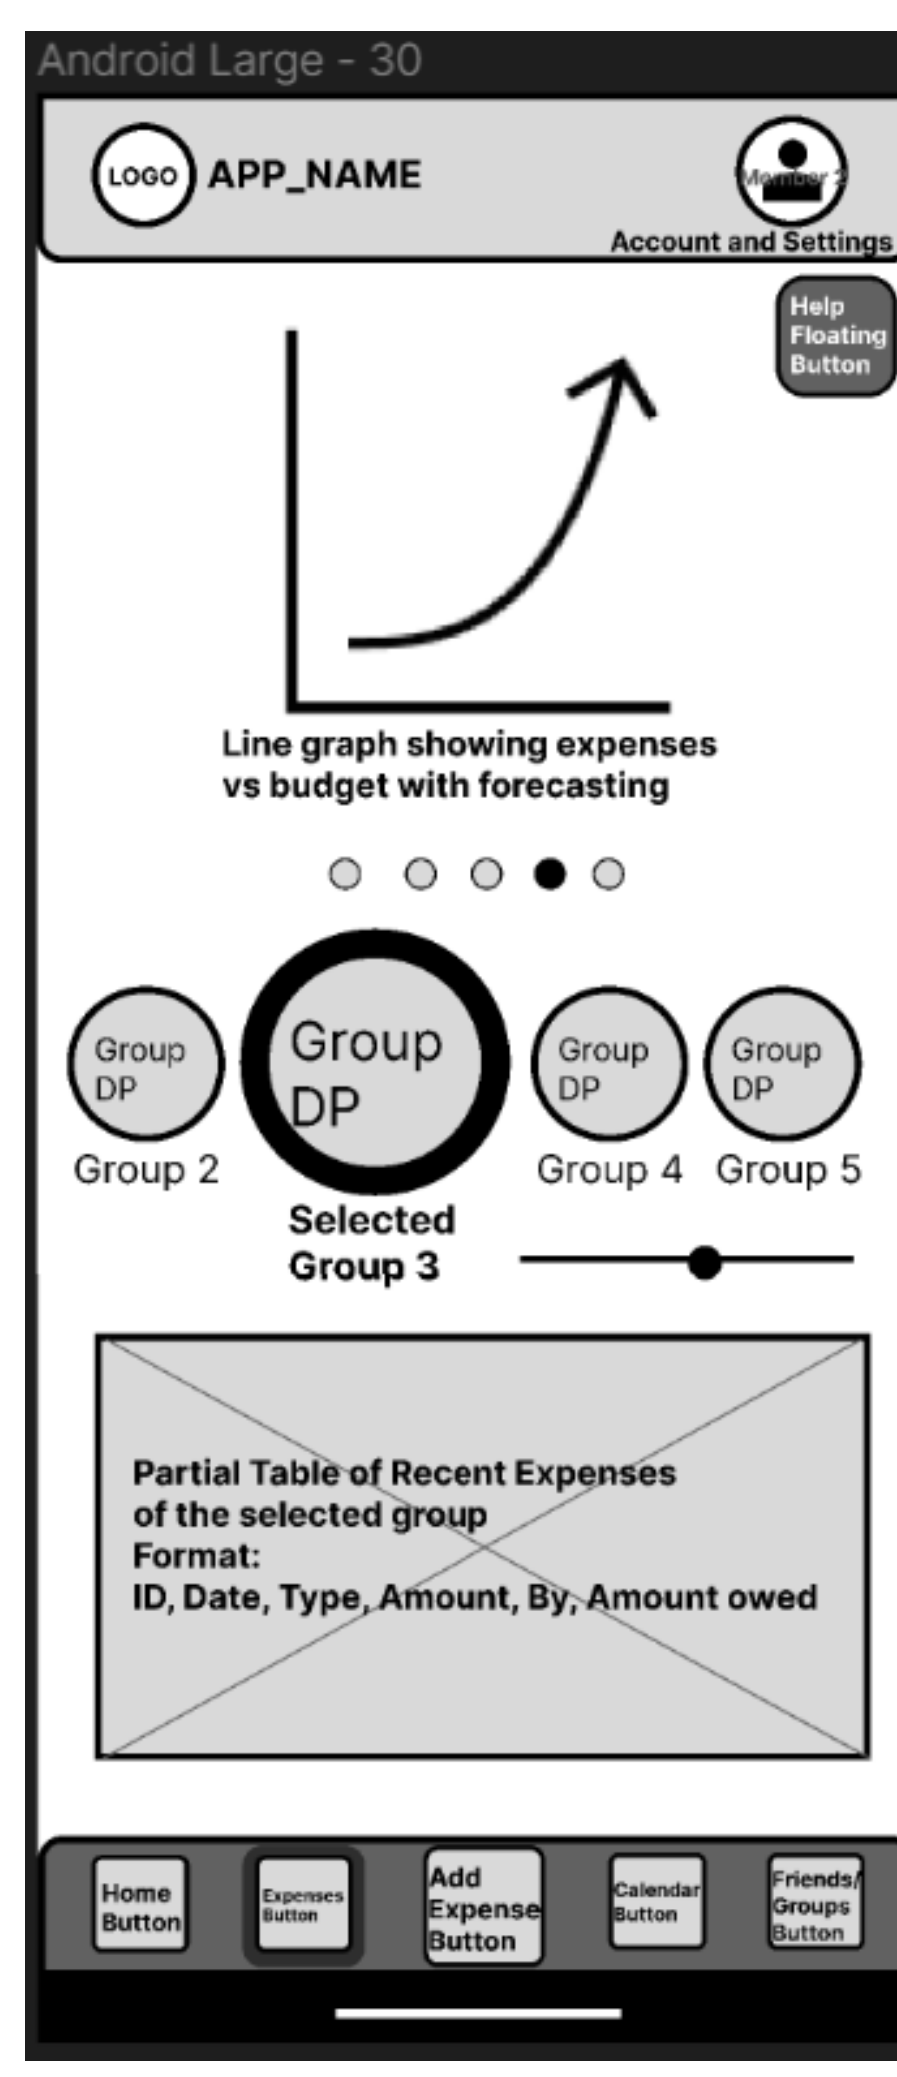 Android Large - 30
LOGO
APP_NAME
Member 2
Account and Settings
Help
Floating
Button
Line graph showing expenses
vs budget with forecasting
Group
DP
Group 2
Group
DP
Selected
Group 3
Group
DP
Group 4
Group
DP
Group 5
Partial Table of Recent Expenses
of the selected group
Format:
ID, Date, Type, Amount, By, Amount owed
Home
Button
Expenses
Button
Add
Expense
Button
Calendar
Button
Friends/
Groups
Button